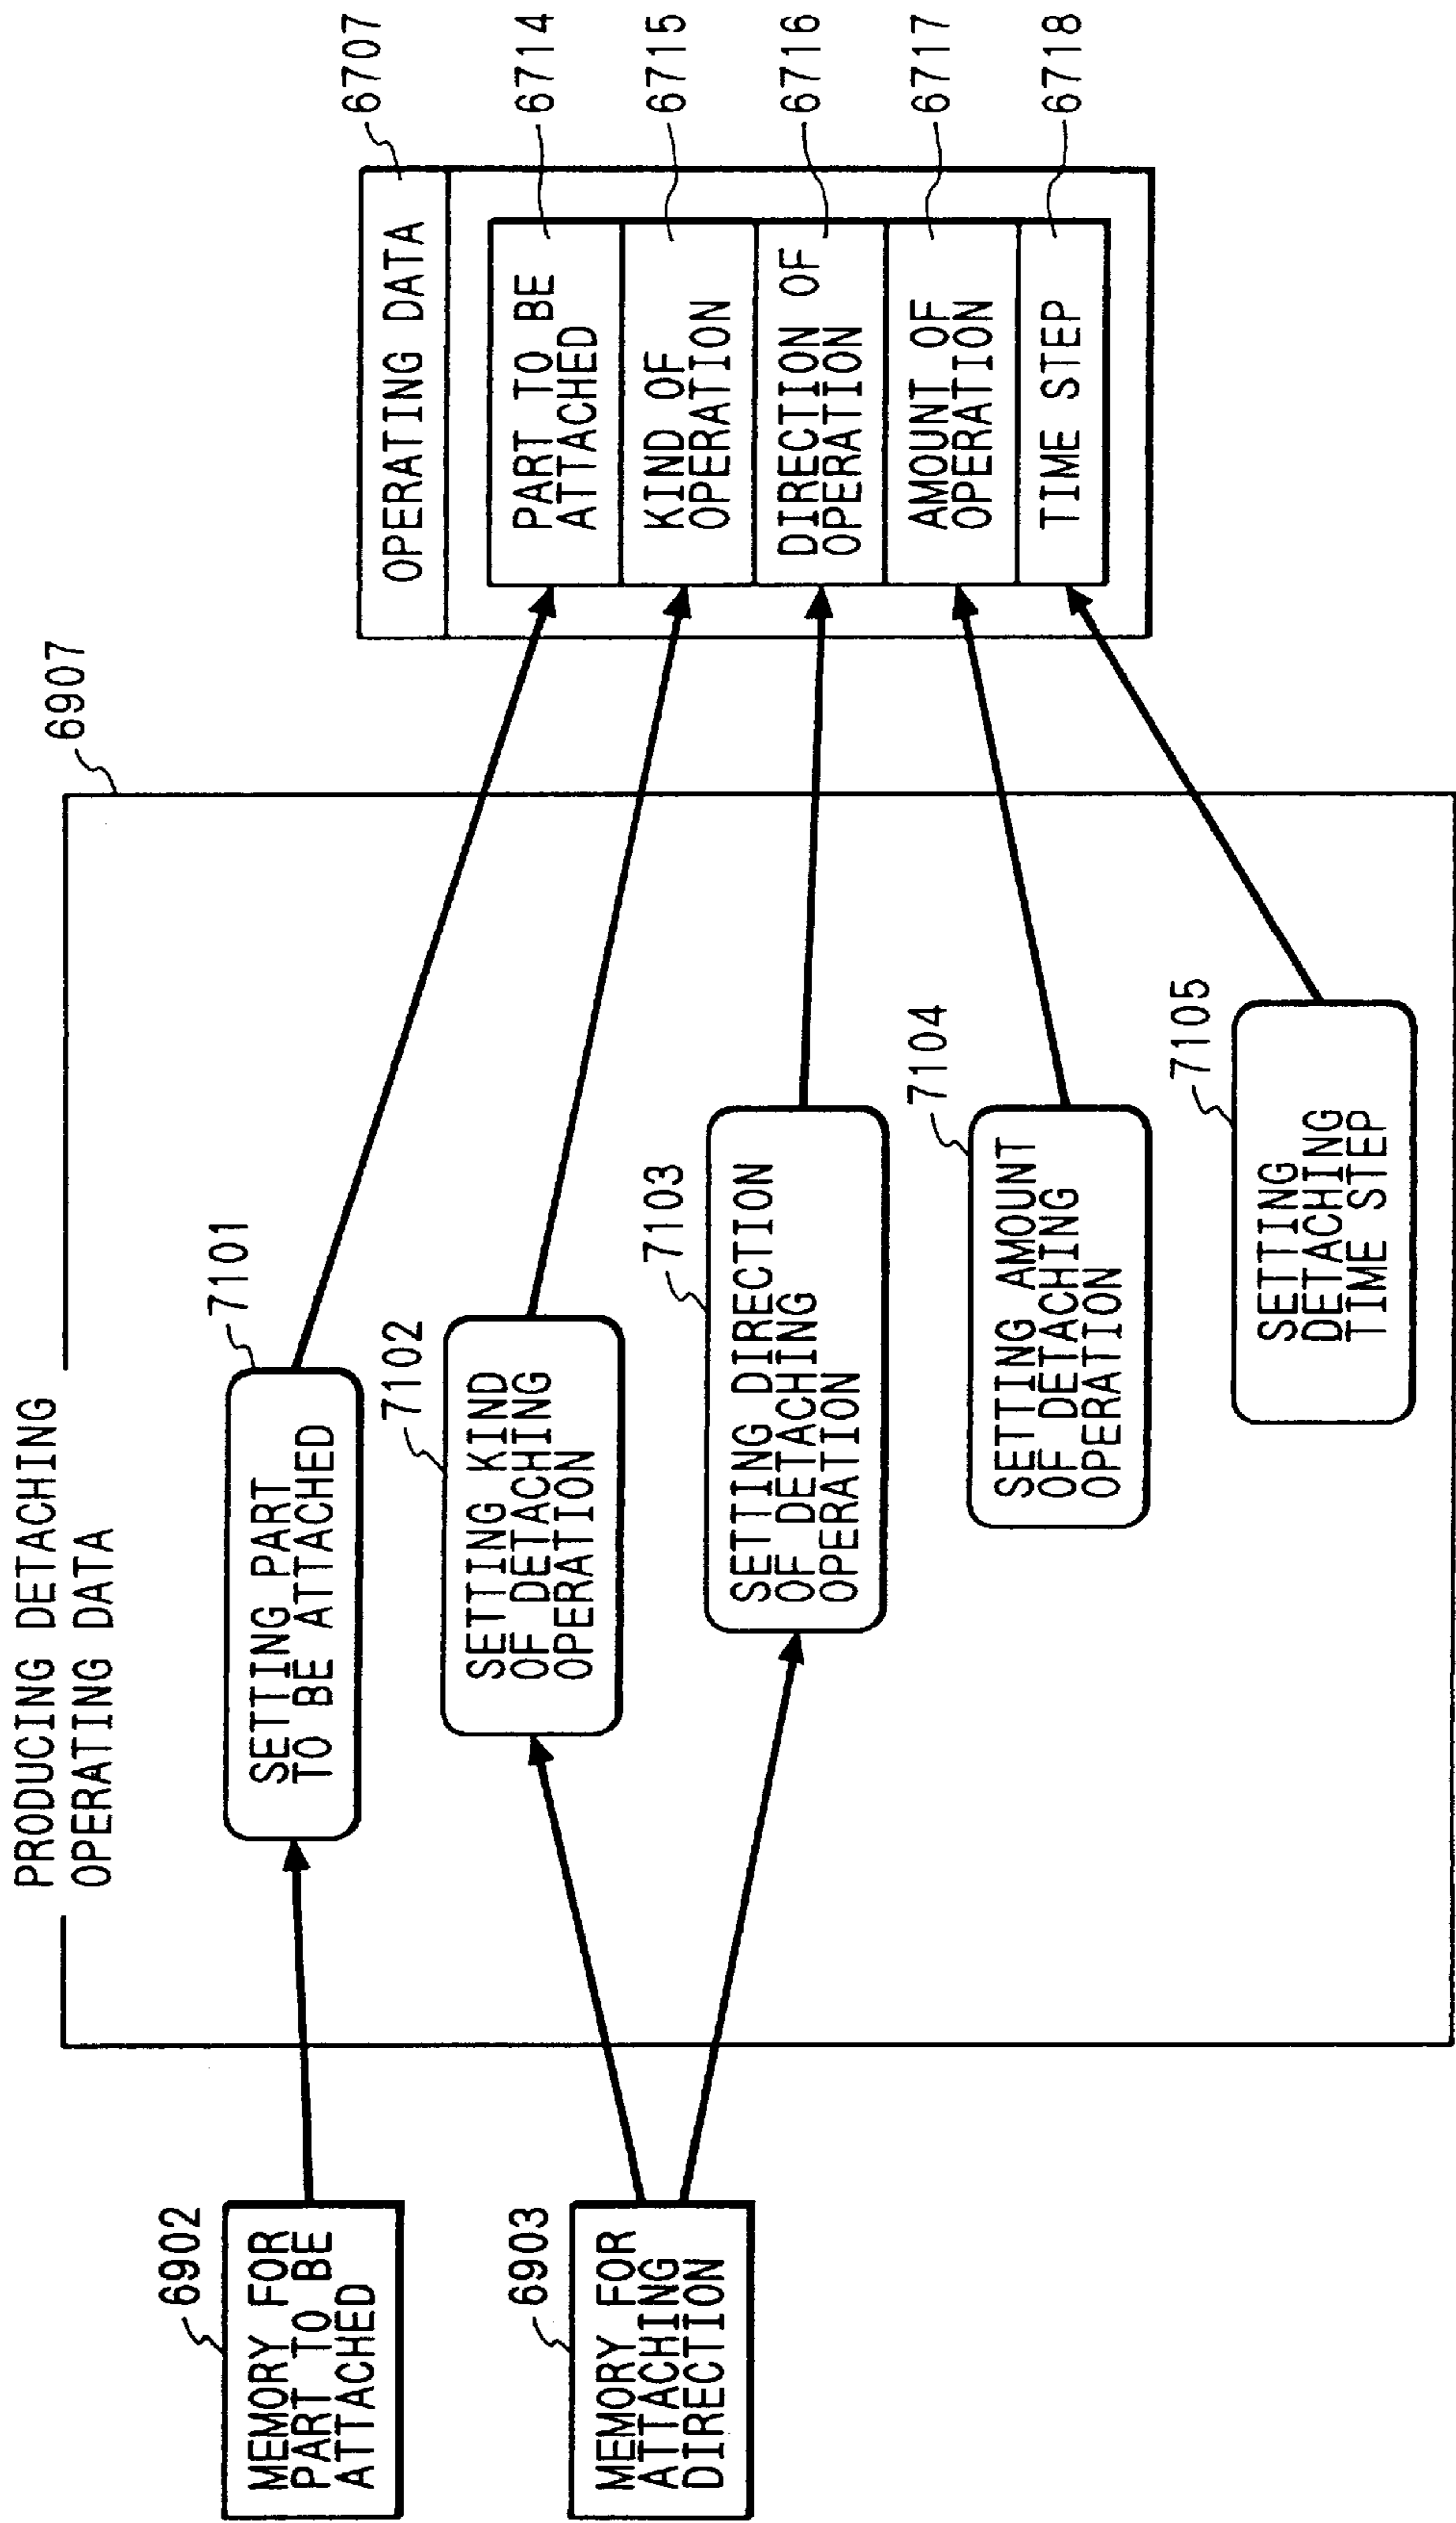 PRODUCING DETACHING
OPERATING DATA
6907
6902
MEMORY FOR
PART TO BE
ATTACHED
6903
MEMORY FOR
ATTACHING
DIRECTION
7101
SETTING PART
TO BE ATTACHED
7102
SETTING KIND
OF DETACHING
OPERATION
7103
SETTING DIRECTION
OF DETACHING
OPERATION
7104
SETTING AMOUNT
OF DETACHING
OPERATION
7105
SETTING
DETACHING
TIME STEP
OPERATING DATA
6707
PART TO BE
ATTACHED
6714
KIND OF
OPERATION
6715
DIRECTION OF
OPERATION
6716
AMOUNT OF
OPERATION
6717
TIME STEP
6718